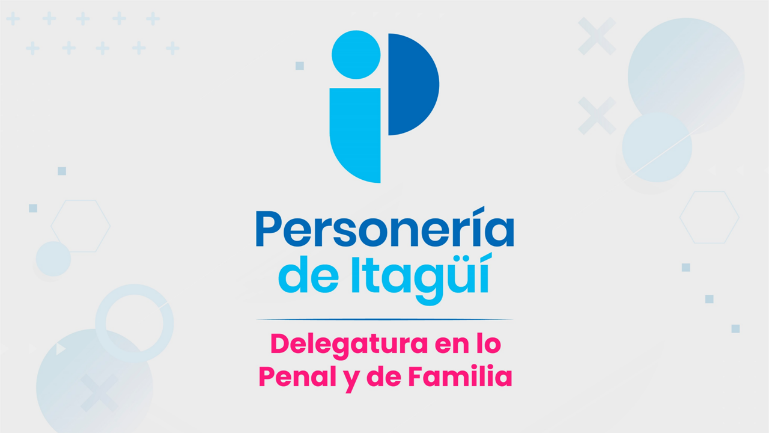 Personería
de Itagüí
Delegatura en lo
Penal y de Familia